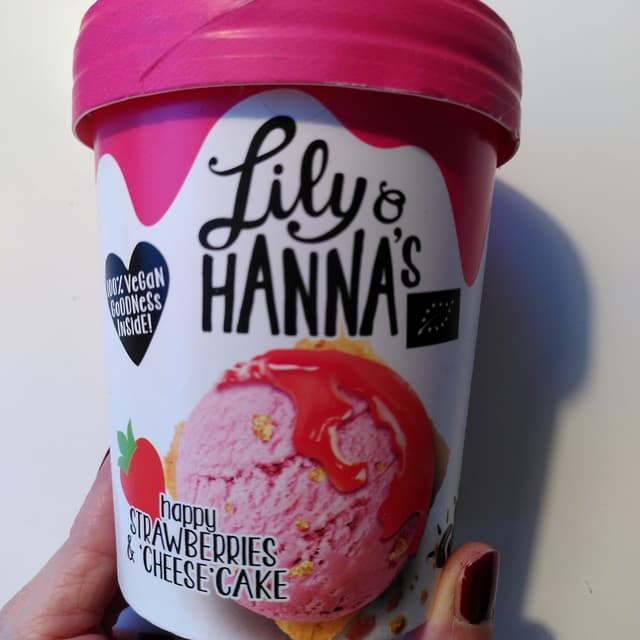 Lily &
HANNA'S
100% VEGAN
GOODNESS
INSIDE!
happy
STRAWBERRIES
& 'CHEESE'CAKE